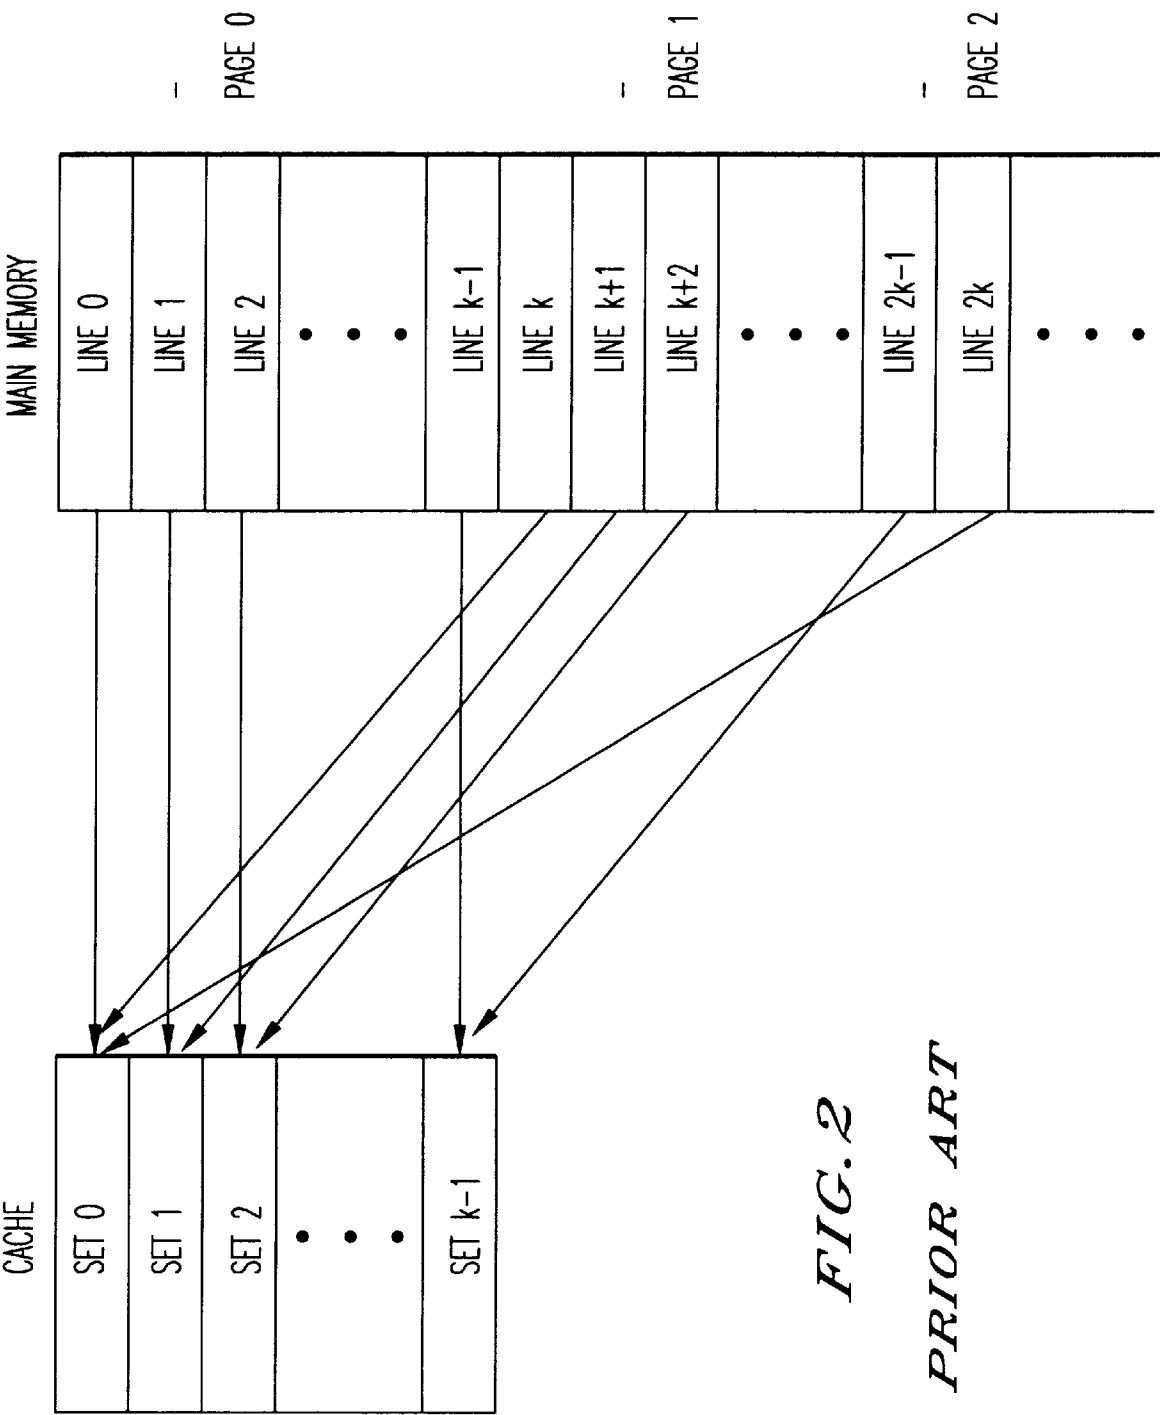 CACHE
SET 0
SET 1
SET 2
SET k-1
MAIN MEMORY
LINE 0
LINE 1
LINE 2
LINE k-1
LINE k
LINE k+1
LINE k+2
LINE 2k-1
LINE 2k
PAGE 0
PAGE 1
PAGE 2
FIG. 2
PRIOR ART